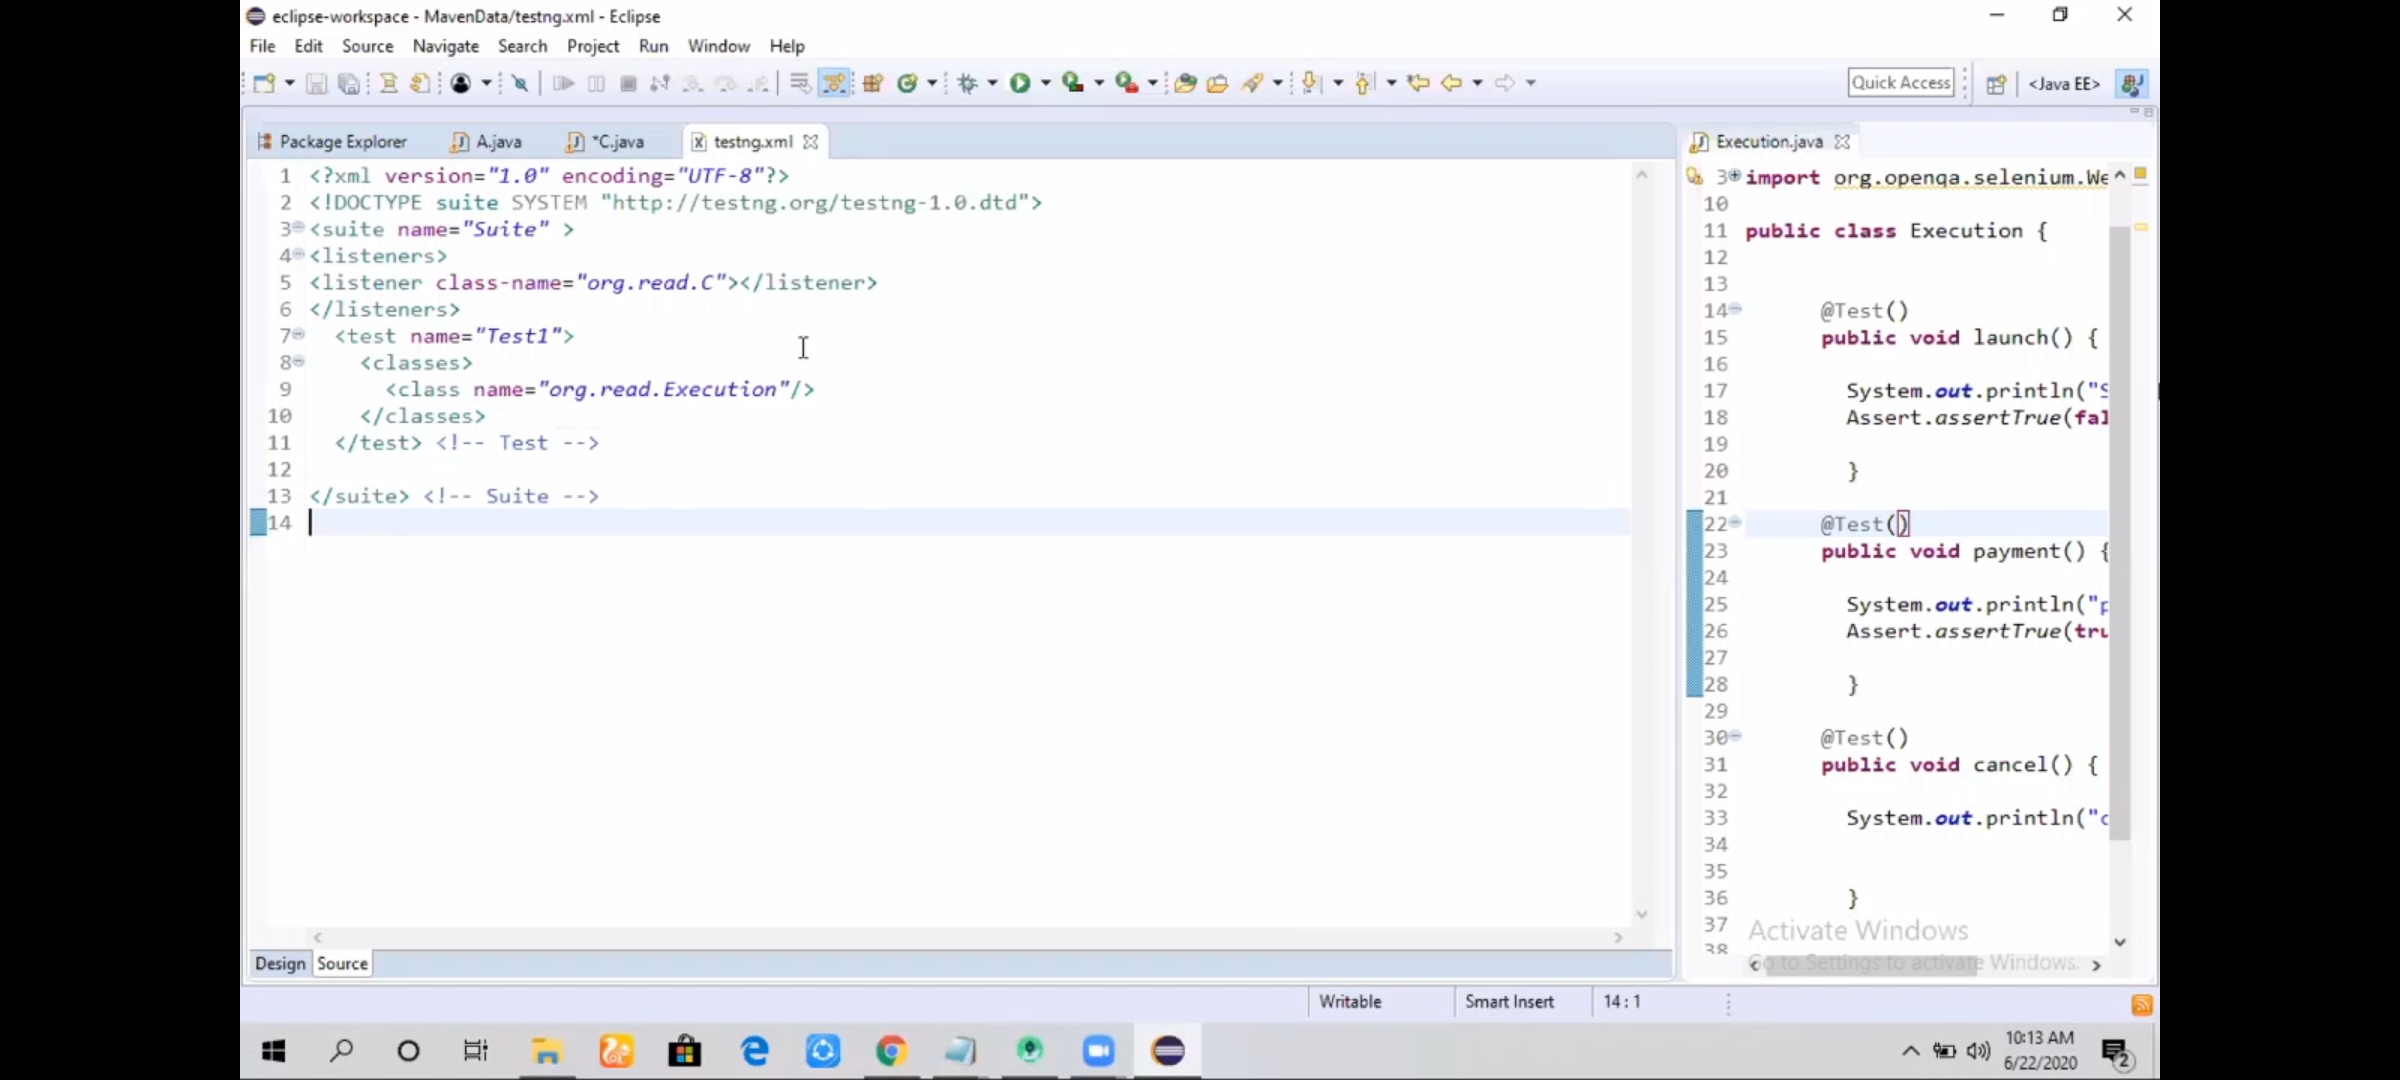 eclipse-workspace - MavenData/testng.xml - Eclipse
File Edit Source Navigate Search Project Run Window Help
Quick Access
<Java EE>
Package Explorer
A.java
*C.java
testng.xml
1 <?xml version="1.0" encoding="UTF-8"?>
2 <!DOCTYPE suite SYSTEM "http://testng.org/testng-1.0.dtd">
3 <suite name="Suite" >
4 <listeners>
5 <listener class-name="org.read.C"></listener>
6 </listeners>
7 <test name="Test1">
8 <classes>
9 <class name="org.read.Execution"/>
10 </classes>
11 </test> <!-- Test -->
12
13 </suite> <!-- Suite -->
14
Design Source
Execution.java
3 import org.openqa.selenium.We
10
11 public class Execution {
12
13
14 @Test()
15 public void launch() {
16
17 System.out.println("S
18 Assert.assertTrue(fal
19
20 }
21
22 @Test()
23 public void payment() {
24
25 System.out.println("p
26 Assert.assertTrue(tru
27
28 }
29
30 @Test()
31 public void cancel() {
32
33 System.out.println("c
34
35
36 }
37
38
Activate Windows
Go to Settings to activate Windows.
Writable Smart Insert 14:1
10:13 AM
6/22/2020
2